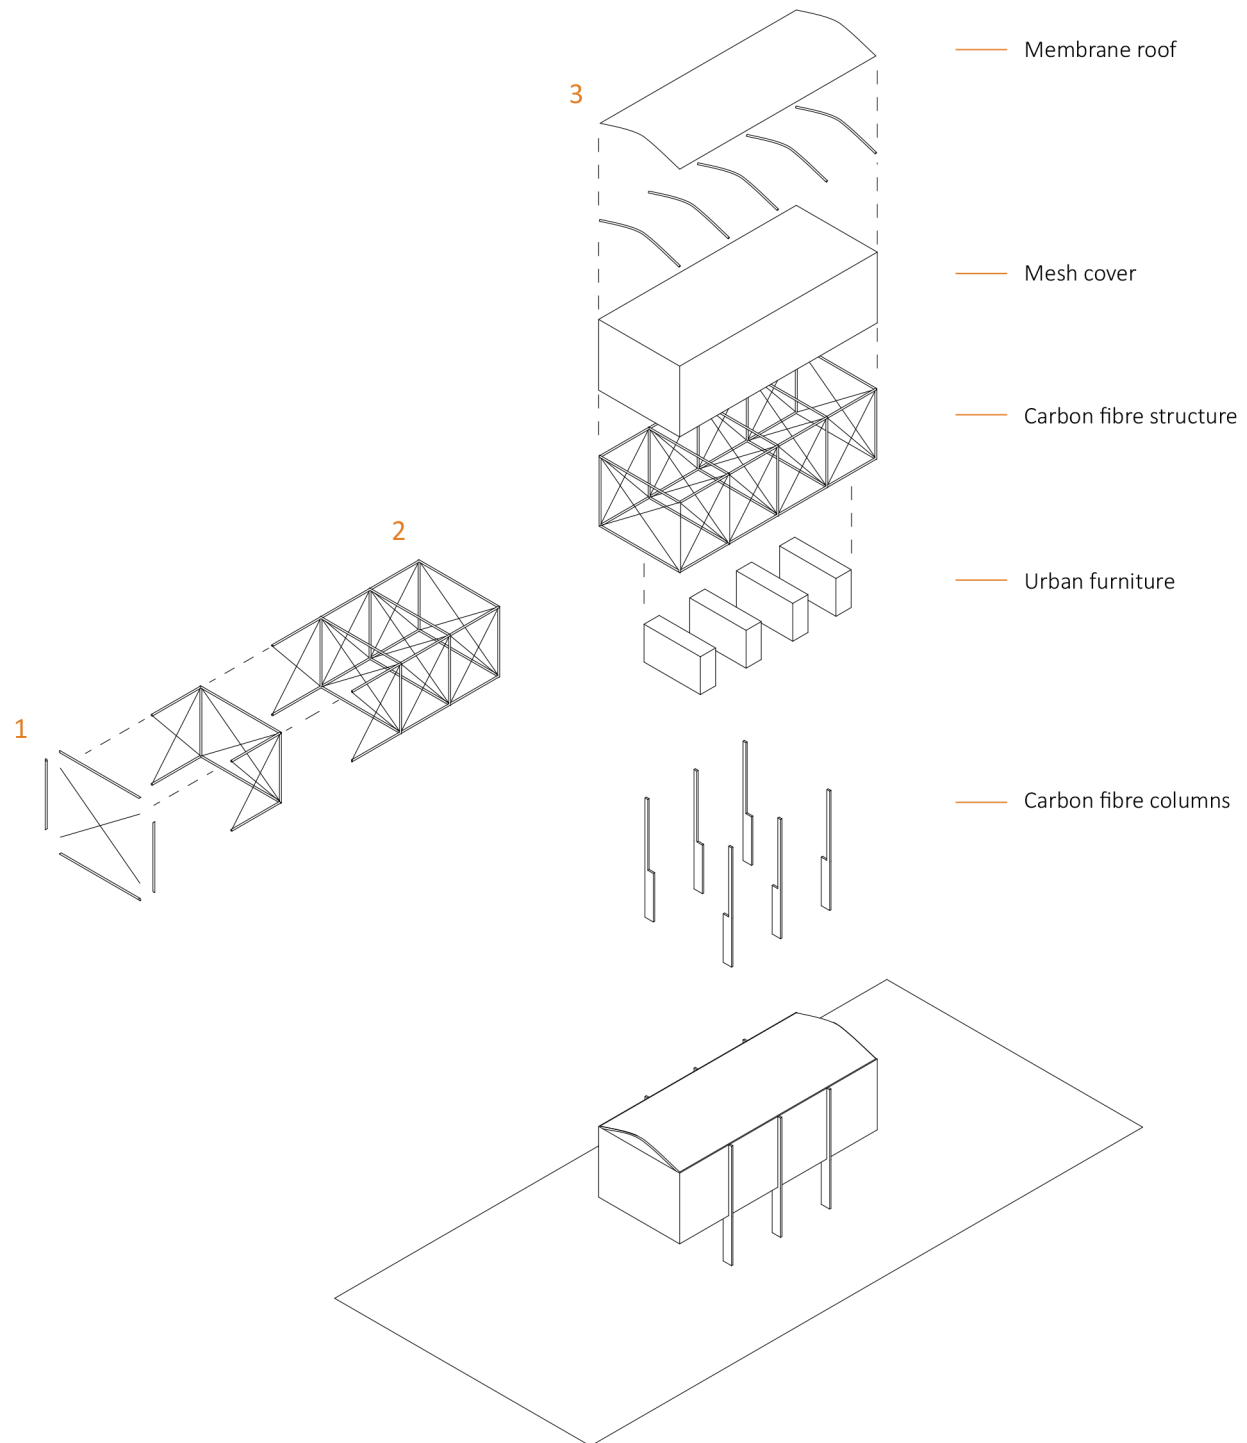 Membrane roof
3
Mesh cover
Carbon fibre structure
2
Urban furniture
1
Carbon fibre columns